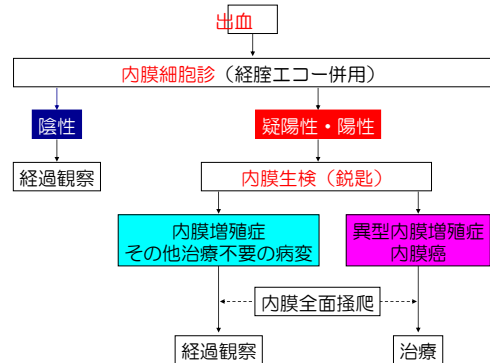 出血
内膜細胞診（経腟エコー併用）
陰性
疑陽性・陽性
経過観察
内膜生検（鋭匙）
内膜増殖症
その他治療不要の病変
異型内膜増殖症
内膜癌
内膜全面掻爬
経過観察
治療